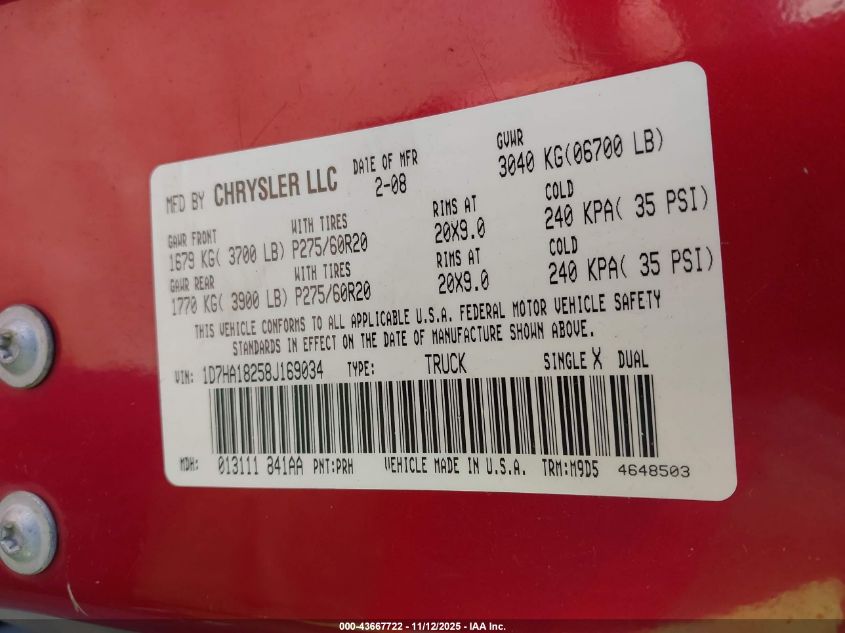 MFD BY CHRYSLER LLC DATE OF MFR 2-08 GVWR 3040 KG(06700 LB)
GAWR FRONT WITH TIRES RIMS AT COLD
1679 KG( 3700 LB) P275/60R20 20X9.0 240 KPA( 35 PSI)
GAWR REAR WITH TIRES RIMS AT COLD
1770 KG( 3900 LB) P275/60R20 20X9.0 240 KPA( 35 PSI)
THIS VEHICLE CONFORMS TO ALL APPLICABLE U.S.A. FEDERAL MOTOR VEHICLE SAFETY
STANDARDS IN EFFECT ON THE DATE OF MANUFACTURE SHOWN ABOVE.
VIN: 1D7HA18258J169034 TYPE: TRUCK SINGLE X DUAL
MDH: 013111 841AA PNT:PRH VEHICLE MADE IN U.S.A. TRM:M9D5 4648503
000-43667722 - 11/12/2025 - IAA Inc.